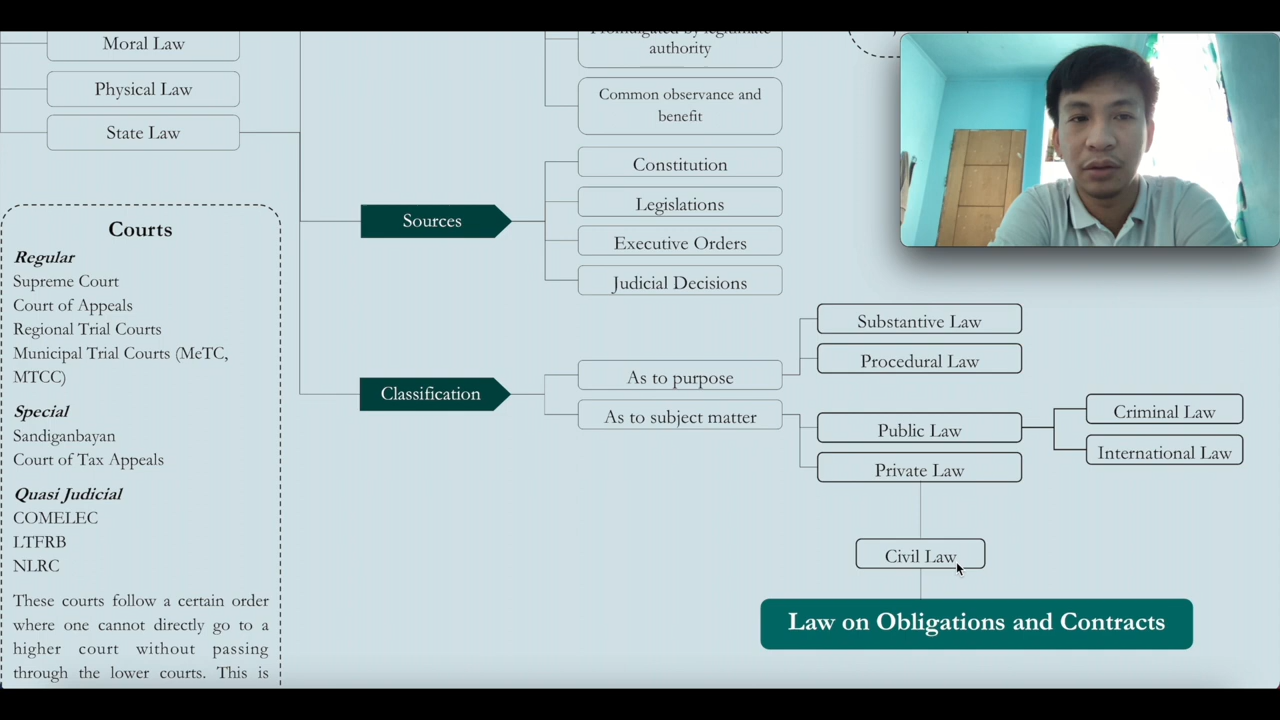 Moral Law
Physical Law
State Law
Courts
Regular
Supreme Court
Court of Appeals
Regional Trial Courts
Municipal Trial Courts (MeTC,
MTCC)
Special
Sandiganbayan
Court of Tax Appeals
Quasi Judicial
COMELEC
LTFRB
NLRC
These courts follow a certain order
where one cannot directly go to a
higher court without passing
through the lower courts. This is
Sources
Classification
Promulgated by legitimate
authority
Common observance and
benefit
Constitution
Legislations
Executive Orders
Judicial Decisions
As to purpose
As to subject matter
Substantive Law
Procedural Law
Public Law
Private Law
Criminal Law
International Law
Civil Law
Law on Obligations and Contracts